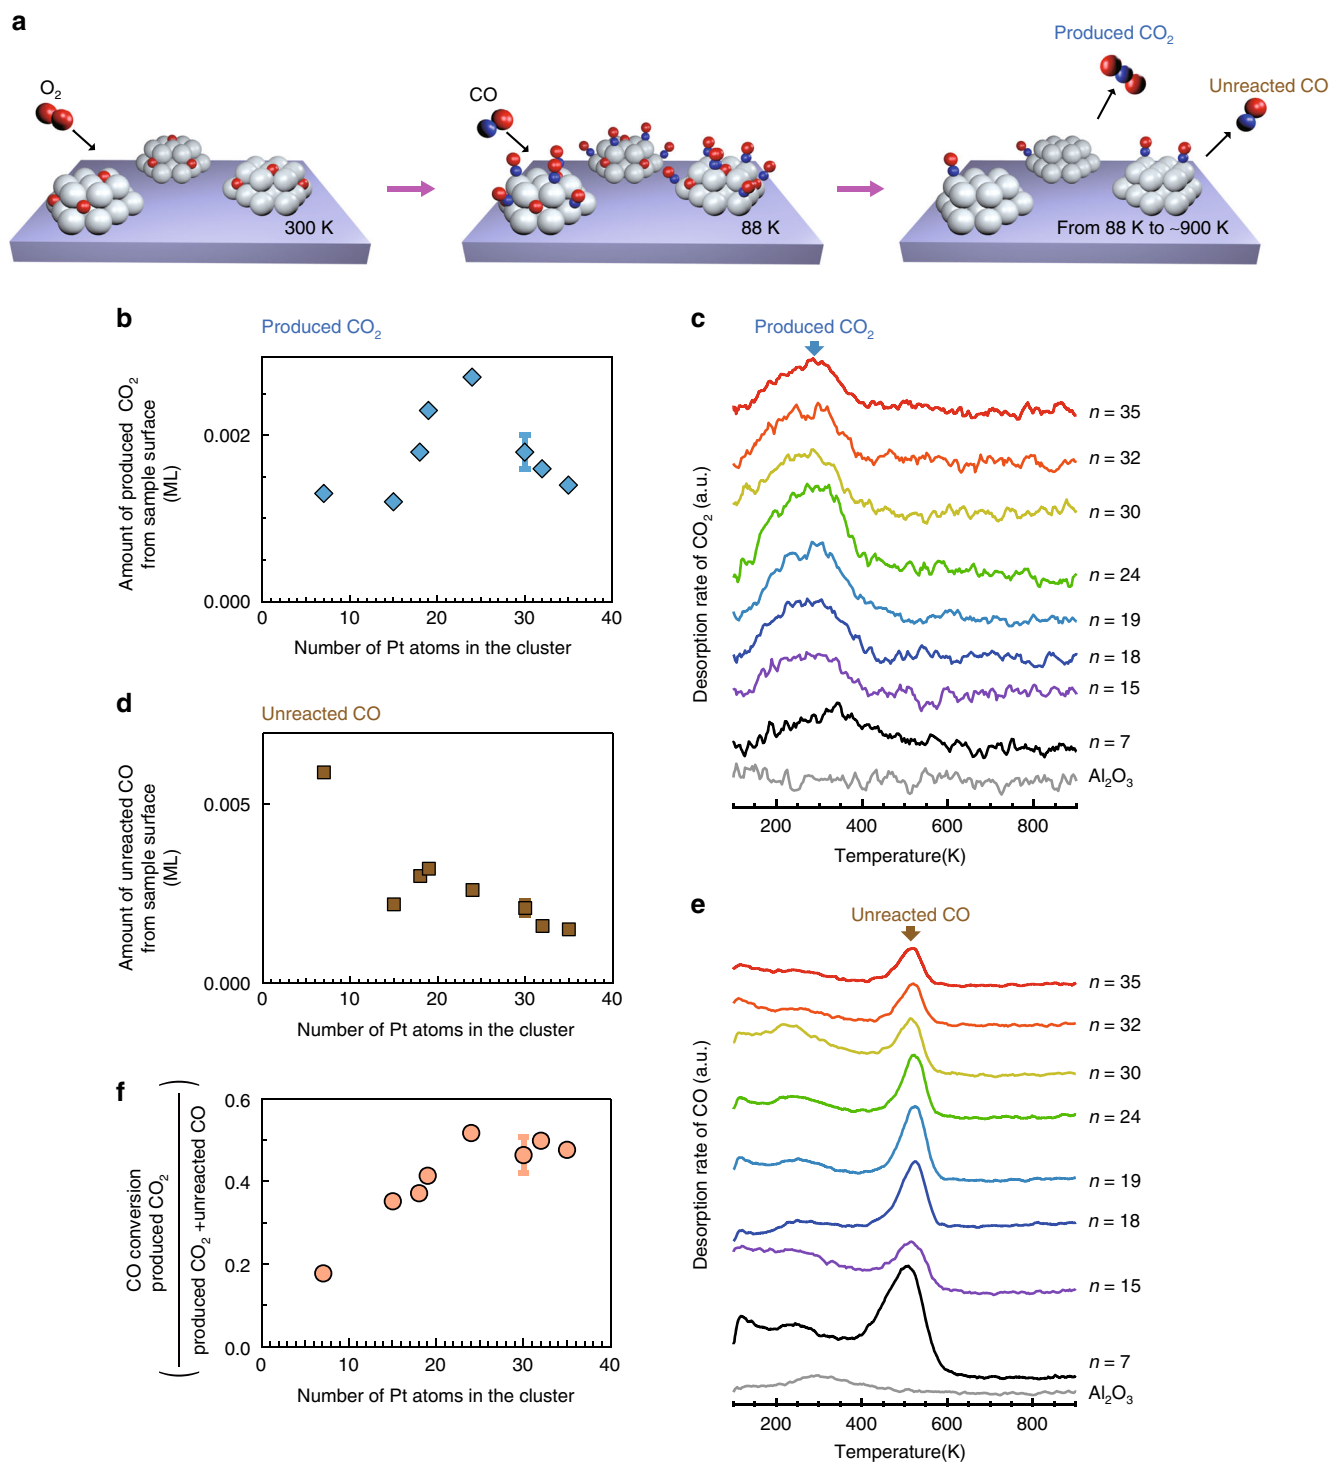 a
O2
300 K
CO
88 K
Produced CO2
Unreacted CO
From 88 K to ~900 K
b
Produced CO2
Amount of produced CO2
from sample surface
(ML)
0.002
0.000
0
10
20
30
40
Number of Pt atoms in the cluster
c
Produced CO2
Desorption rate of CO2 (a.u.)
n = 35
n = 32
n = 30
n = 24
n = 19
n = 18
n = 15
n = 7
Al2O3
200
400
600
800
Temperature(K)
d
Unreacted CO
Amount of unreacted CO
from sample surface
(ML)
0.005
0.000
0
10
20
30
40
Number of Pt atoms in the cluster
e
Unreacted CO
Desorption rate of CO (a.u.)
n = 35
n = 32
n = 30
n = 24
n = 19
n = 18
n = 15
n = 7
Al2O3
200
400
600
800
Temperature(K)
f
CO conversion
( produced CO2
produced CO2 +unreacted CO )
0.6
0.4
0.2
0.0
0
10
20
30
40
Number of Pt atoms in the cluster